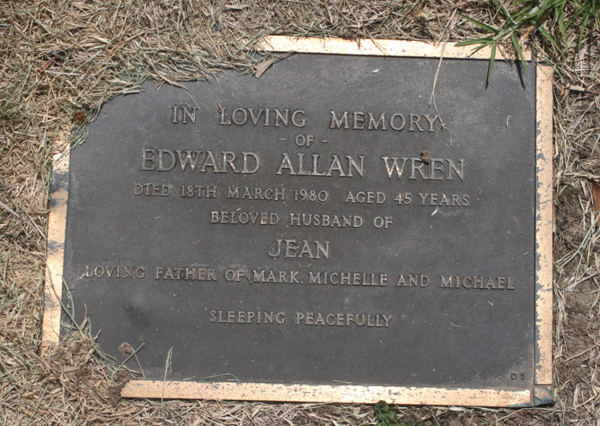 IN LOVING MEMORY
- OF -
EDWARD ALLAN WREN
DIED 18TH MARCH 1980 AGED 45 YEARS
BELOVED HUSBAND OF
JEAN
LOVING FATHER OF MARK, MICHELLE AND MICHAEL
SLEEPING PEACEFULLY